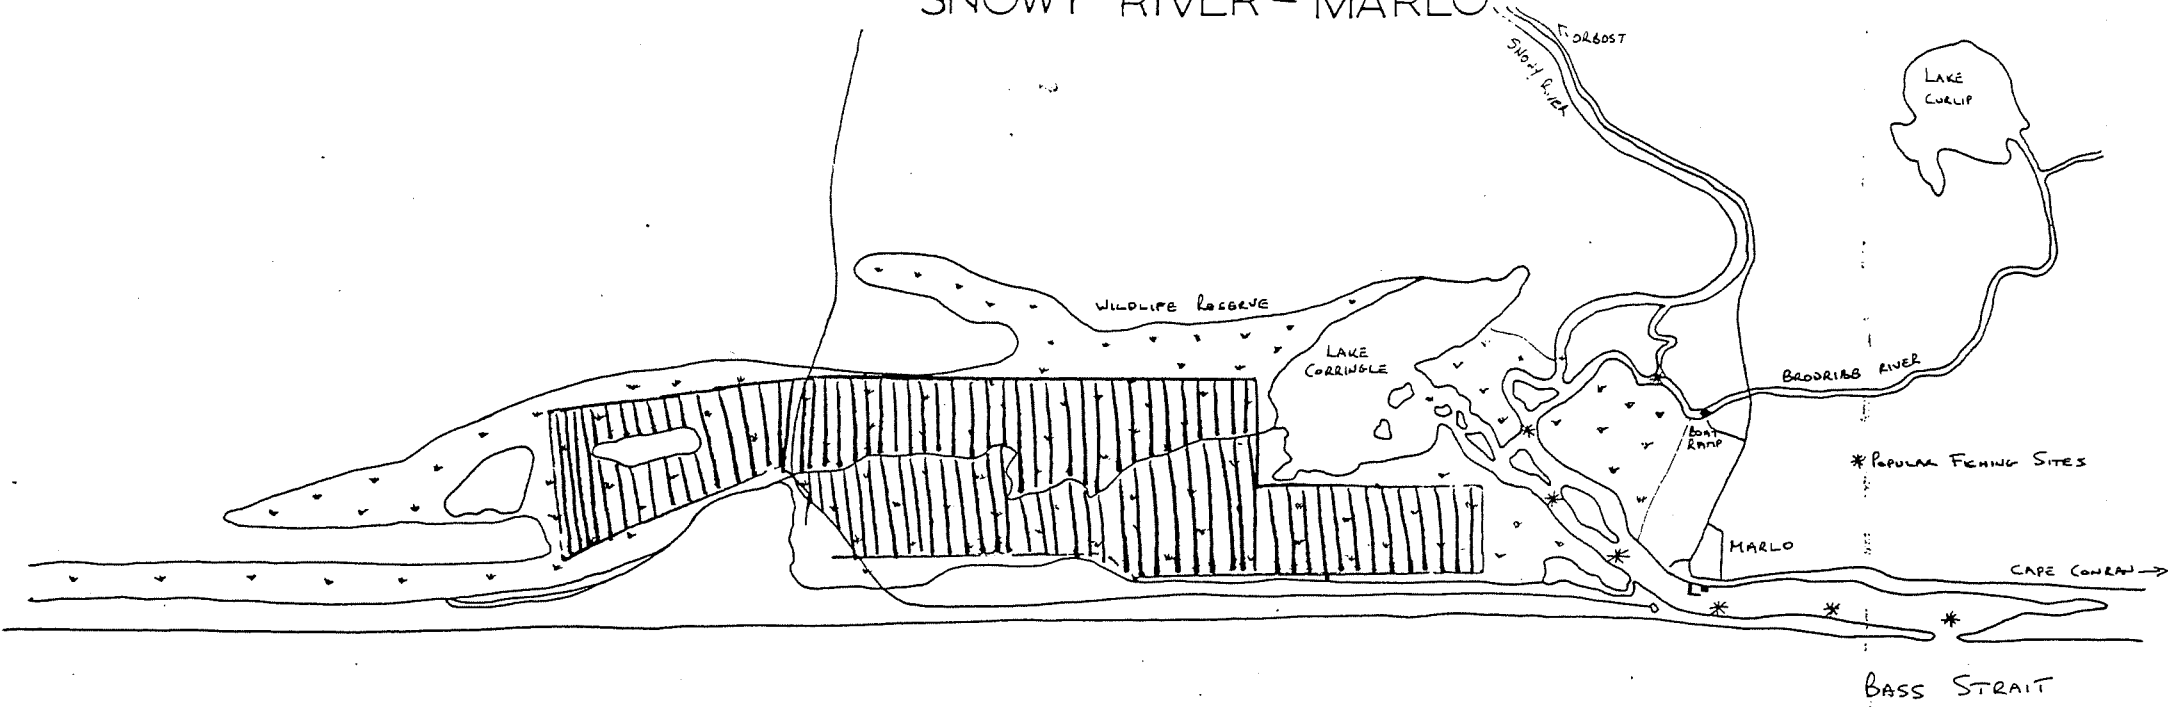 SNOWY RIVER - MARLO
ORBOST
SNOWY RIVER
LAKE
CURLIP
WILDLIFE RESERVE
LAKE
CORRINGLE
BRODRIBB RIVER
BOAT
RAMP
* POPULAR FISHING SITES
MARLO
CAPE CONRAN →
BASS STRAIT